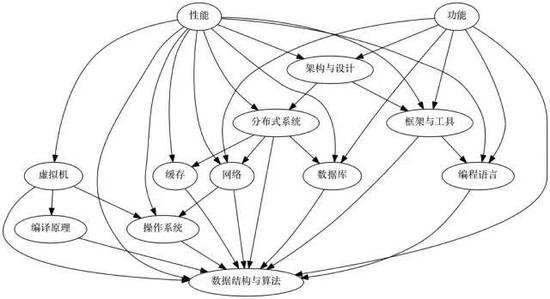 性能
功能
架构与设计
分布式系统
框架与工具
虚拟机
缓存
网络
数据库
编程语言
编译原理
操作系统
数据结构与算法